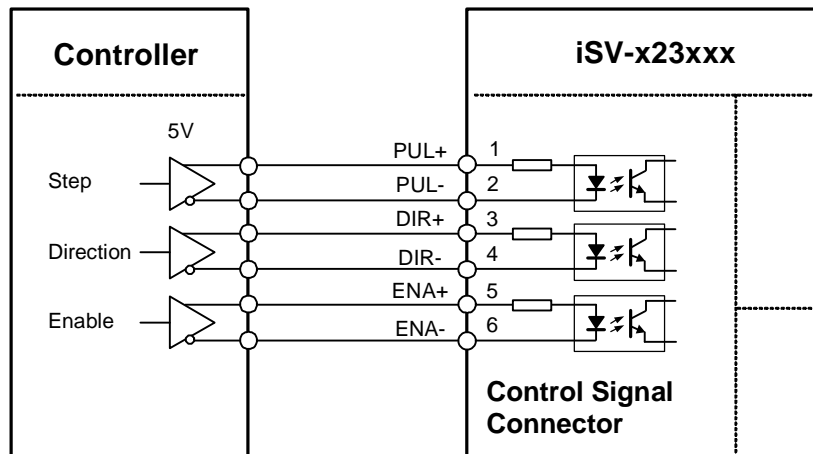 Controller
iSV-x23xxx
5V
Step
Direction
Enable
PUL+
PUL-
DIR+
DIR-
ENA+
ENA-
1
2
3
4
5
6
Control Signal
Connector